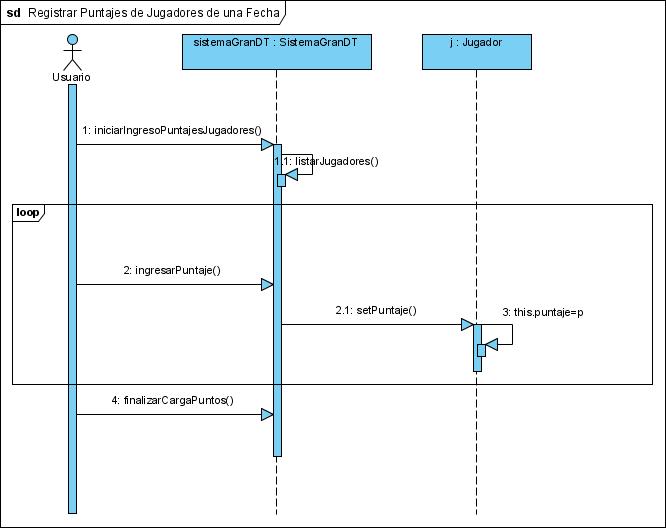 sd Registrar Puntajes de Jugadores de una Fecha
sistemaGranDT : SistemaGranDT
j : Jugador
Usuario
1: iniciarIngresoPuntajesJugadores()
1.1: listarJugadores()
loop
2: ingresarPuntaje()
2.1: setPuntaje()
3: this.puntaje=p
4: finalizarCargaPuntos()